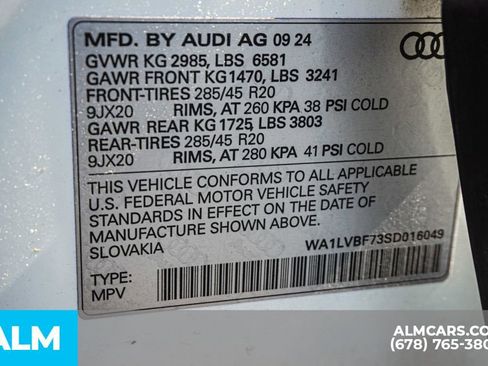 MFD. BY AUDI AG 09 24
GVWR KG 2985, LBS 6581
GAWR FRONT KG1470, LBS 3241
FRONT-TIRES 285/45 R20
9JX20 RIMS, AT 260 KPA 38 PSI COLD
GAWR REAR KG 1725, LBS 3803
REAR-TIRES 285/45 R20
9JX20 RIMS, AT 280 KPA 41 PSI COLD
THIS VEHICLE CONFORMS TO ALL APPLICABLE
U.S. FEDERAL MOTOR VEHICLE SAFETY
STANDARDS IN EFFECT ON THE DATE OF
MANUFACTURE SHOWN ABOVE.
SLOVAKIA WA1LVBF73SD016049
TYPE:
MPV
ALM
ALMCARS.CO
(678) 765-380